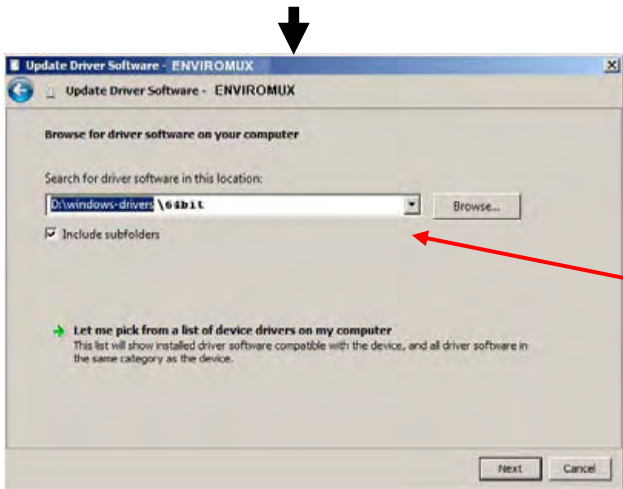 Update Driver Software - ENVIROMUX
Update Driver Software - ENVIROMUX
Browse for driver software on your computer
Search for driver software in this location:
D:\windows-drivers\64bit
Browse...
Include subfolders
Let me pick from a list of device drivers on my computer
This list will show installed driver software compatible with the device, and all driver software in
the same category as the device.
Next Cancel